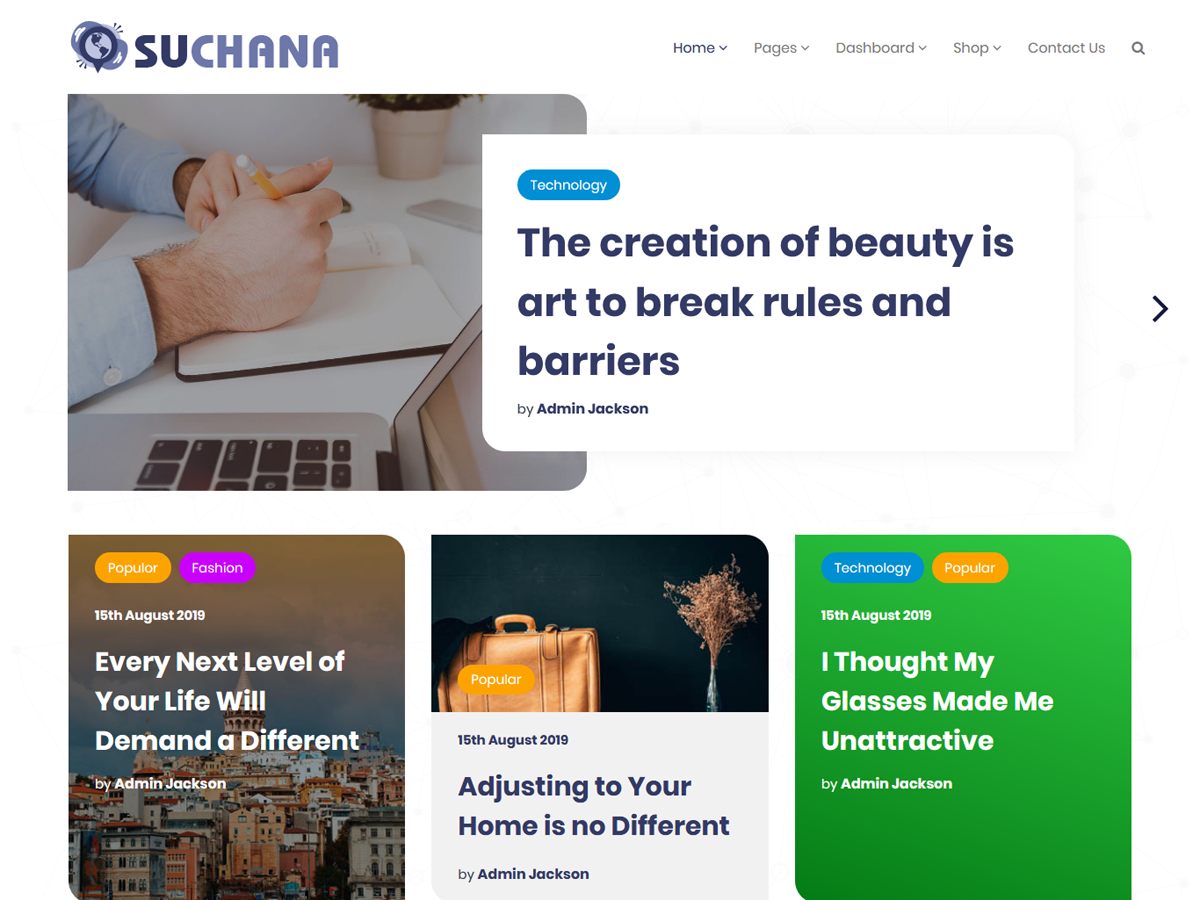 SUCHANA
Home Pages Dashboard Shop Contact Us
Technology
The creation of beauty is
art to break rules and
barriers
by Admin Jackson
Populor Fashion
15th August 2019
Every Next Level of
Your Life Will
Demand a Different
by Admin Jackson
Popular
15th August 2019
Adjusting to Your
Home is no Different
by Admin Jackson
Technology Popular
15th August 2019
I Thought My
Glasses Made Me
Unattractive
by Admin Jackson